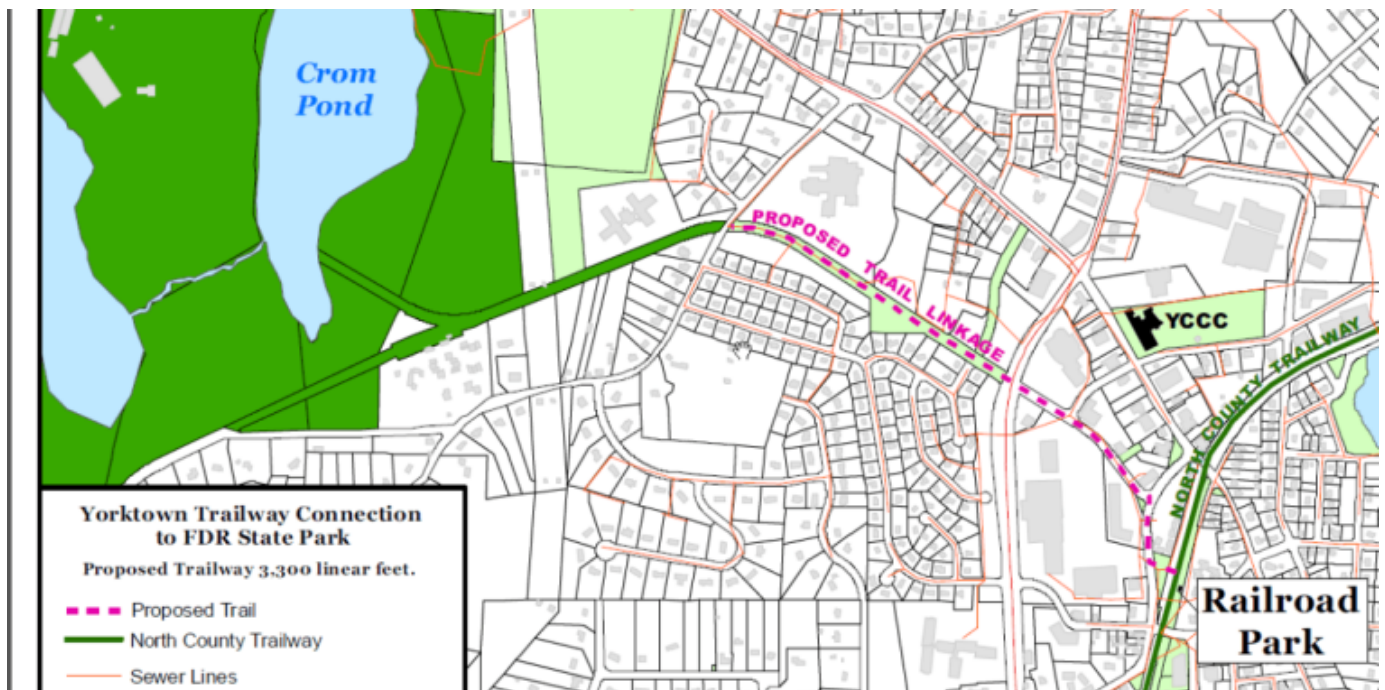 Crom
Pond
PROPOSED TRAIL LINKAGE
YCCC
NORTH COUNTY TRAILWAY
Yorktown Trailway Connection
to FDR State Park
Proposed Trailway 3,300 linear feet.
Proposed Trail
North County Trailway
Sewer Lines
Railroad
Park